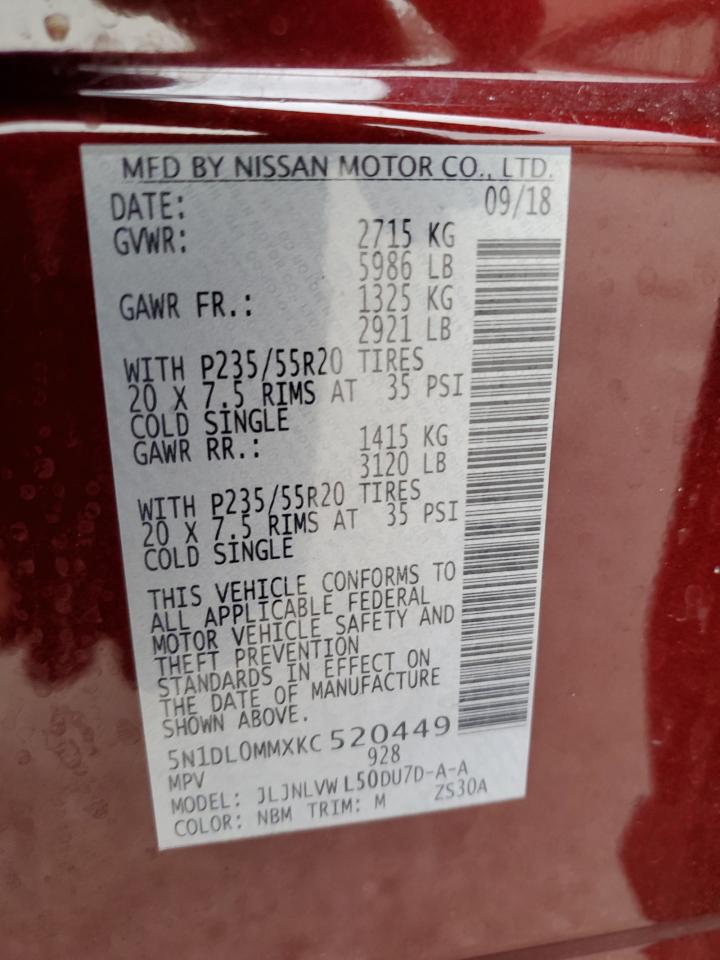 MFD BY NISSAN MOTOR CO., LTD.
DATE: 09/18
GVWR: 2715 KG
5986 LB
GAWR FR.: 1325 KG
2921 LB
WITH P235/55R20 TIRES
20 X 7.5 RIMS AT 35 PSI
COLD SINGLE
GAWR RR.: 1415 KG
3120 LB
WITH P235/55R20 TIRES
20 X 7.5 RIMS AT 35 PSI
COLD SINGLE
THIS VEHICLE CONFORMS TO
ALL APPLICABLE FEDERAL
MOTOR VEHICLE SAFETY AND
THEFT PREVENTION
STANDARDS IN EFFECT ON
THE DATE OF MANUFACTURE
SHOWN ABOVE.
5N1DL0MMXKC 520449
MPV 928
MODEL: JLJNLVW L50DU7D-A-A
COLOR: NBM TRIM: M ZS30A